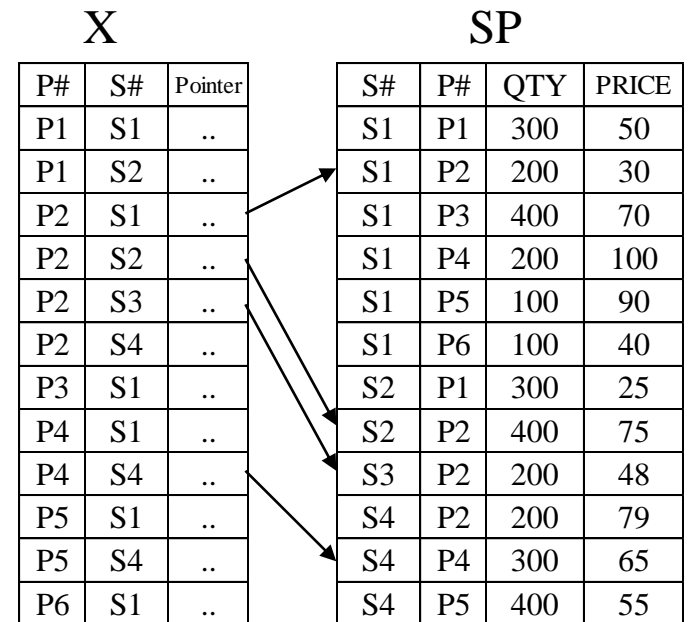 X SP
P# S# Pointer S# P# QTY PRICE
P1 S1 .. S1 P1 300 50
P1 S2 .. S1 P2 200 30
P2 S1 .. S1 P3 400 70
P2 S2 .. S1 P4 200 100
P2 S3 .. S1 P5 100 90
P2 S4 .. S1 P6 100 40
P3 S1 .. S2 P1 300 25
P4 S1 .. S2 P2 400 75
P4 S4 .. S3 P2 200 48
P5 S1 .. S4 P2 200 79
P5 S4 .. S4 P4 300 65
P6 S1 .. S4 P5 400 55